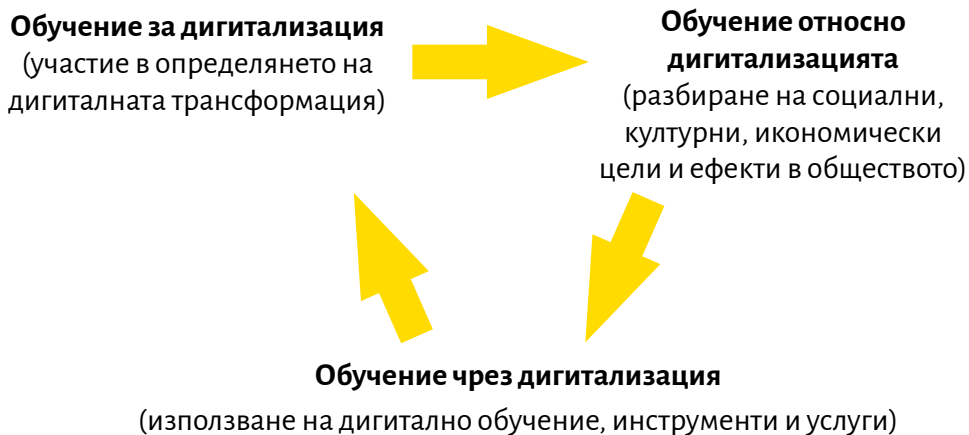 Обучение за дигитализация
(участие в определянето на
дигиталната трансформация)
Обучение относно
дигитализацията
(разбиране на социални,
културни, икономически
цели и ефекти в обществото)
Обучение чрез дигитализация
(използване на дигитално обучение, инструменти и услуги)